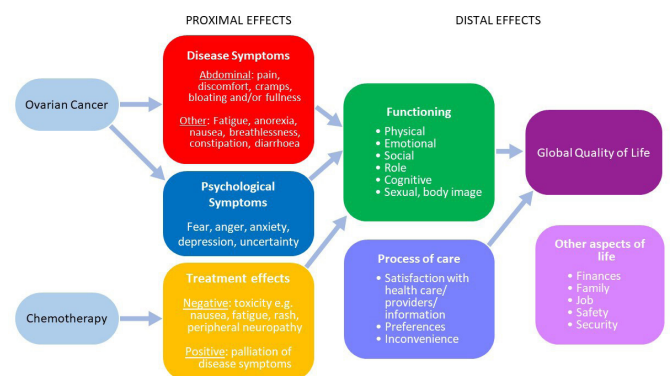 PROXIMAL EFFECTS
DISTAL EFFECTS
Ovarian Cancer
Chemotherapy
Disease Symptoms
Abdominal: pain,
discomfort, cramps,
bloating and/or fullness
Other: Fatigue, anorexia,
nausea, breathlessness,
constipation, diarrhoea
Psychological
Symptoms
Fear, anger, anxiety,
depression, uncertainty
Treatment effects
Negative: toxicity e.g.
nausea, fatigue, rash,
peripheral neuropathy
Positive: palliation of
disease symptoms
Functioning
• Physical
• Emotional
• Social
• Role
• Cognitive
• Sexual, body image
Process of care
• Satisfaction with
health care/
providers/
information
• Preferences
• Inconvenience
Global Quality of Life
Other aspects of
life
• Finances
• Family
• Job
• Safety
• Security